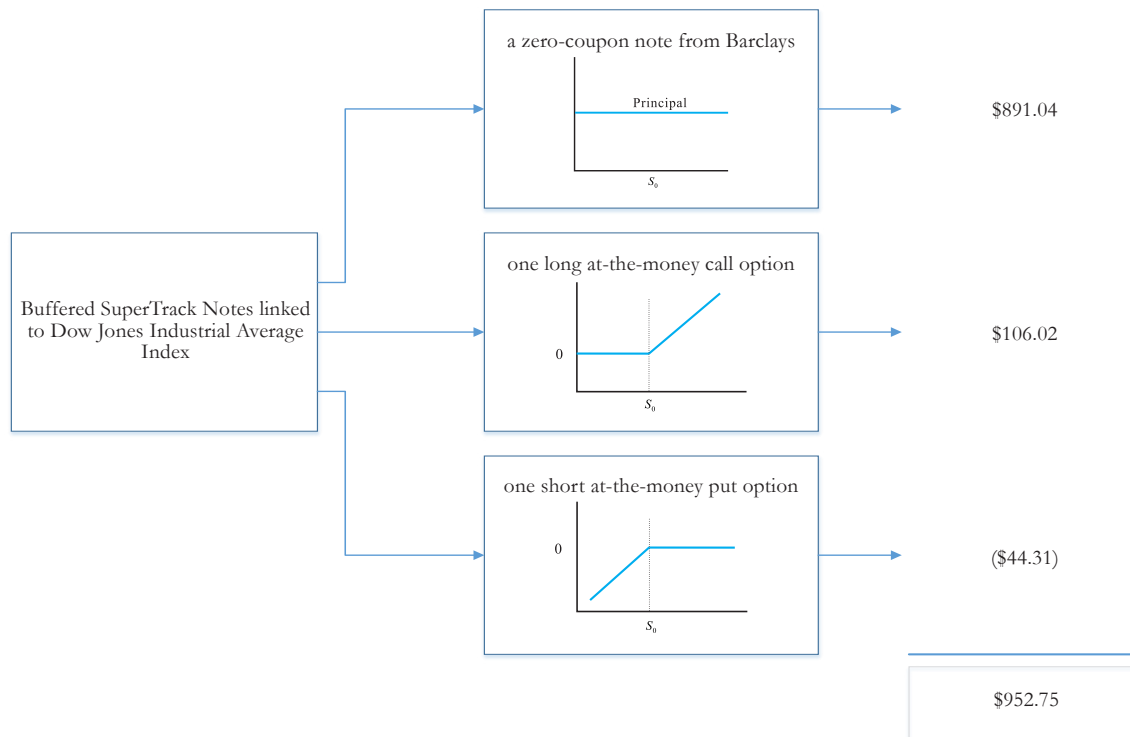 a zero-coupon note from Barclays
Principal
S₀
$891.04
Buffered SuperTrack Notes linked
to Dow Jones Industrial Average
Index
one long at-the-money call option
0
S₀
$106.02
one short at-the-money put option
0
S₀
($44.31)
$952.75